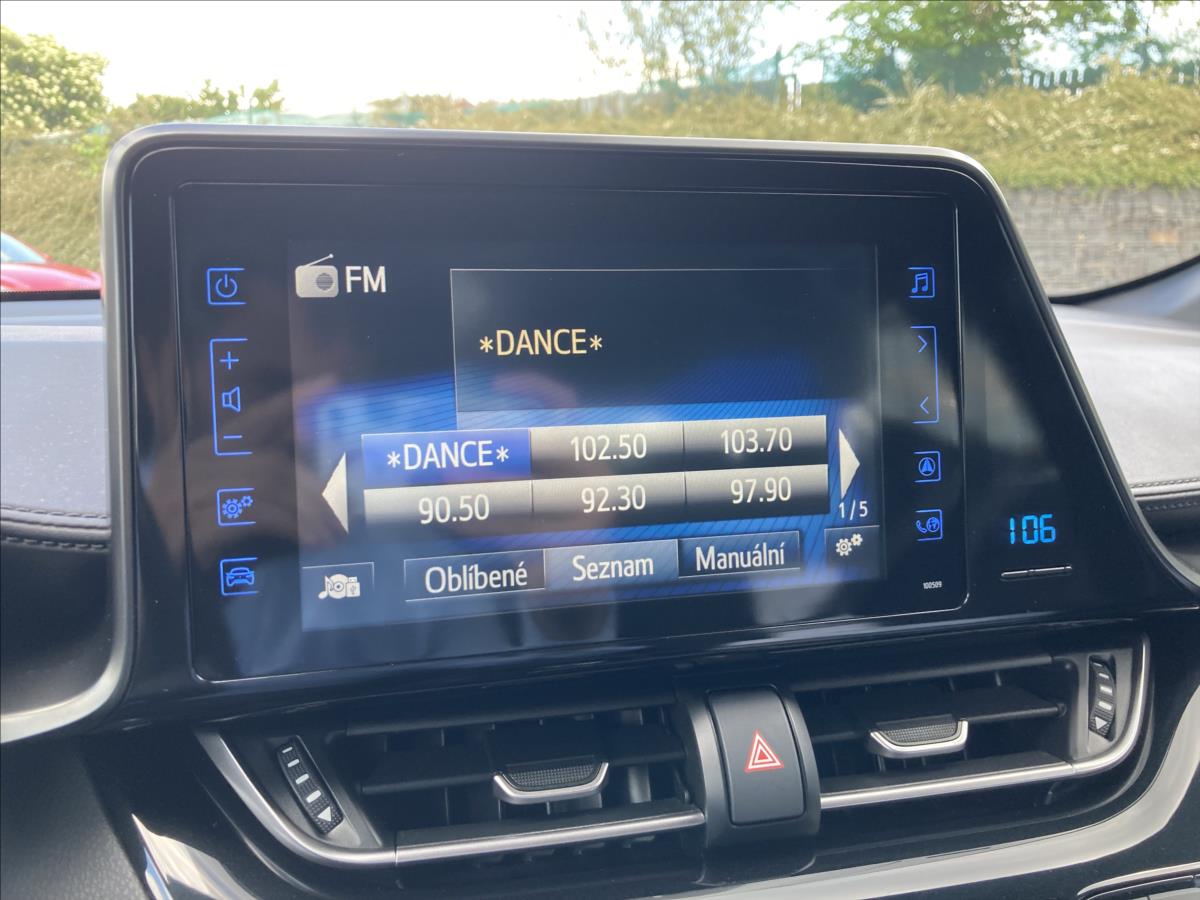 FM
*DANCE*
*DANCE* 102.50 103.70
90.50 92.30 97.90
1/5
Oblíbené Seznam Manuální
106
100509